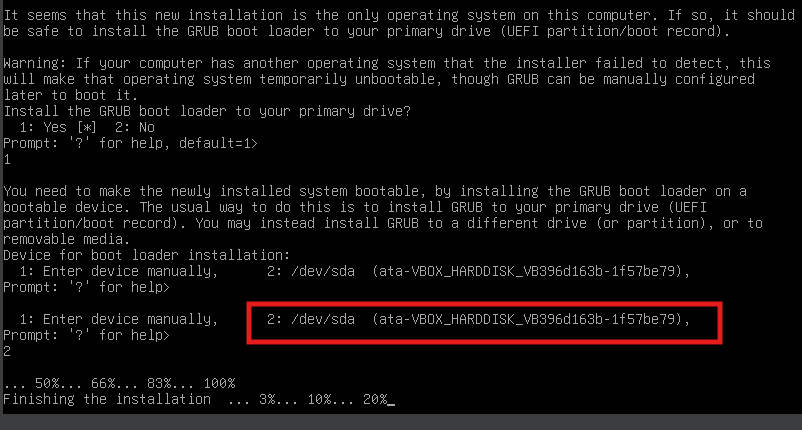 It seems that this new installation is the only operating system on this computer. If so, it should
be safe to install the GRUB boot loader to your primary drive (UEFI partition/boot record).
Warning: If your computer has another operating system that the installer failed to detect, this
will make that operating system temporarily unbootable, though GRUB can be manually configured
later to boot it.
Install the GRUB boot loader to your primary drive?
1: Yes [*]   2: No
Prompt: '?' for help, default=1>
1
You need to make the newly installed system bootable, by installing the GRUB boot loader on a
bootable device. The usual way to do this is to install GRUB to your primary drive (UEFI
partition/boot record). You may instead install GRUB to a different drive (or partition), or to
removable media.
Device for boot loader installation:
1: Enter device manually,      2: /dev/sda  (ata-VBOX_HARDDISK_VB396d163b-1f57be79),
Prompt: '?' for help>
1: Enter device manually,      2: /dev/sda  (ata-VBOX_HARDDISK_VB396d163b-1f57be79),
Prompt: '?' for help>
2
... 50%... 66%... 83%... 100%
Finishing the installation  ... 3%... 10%... 20%_